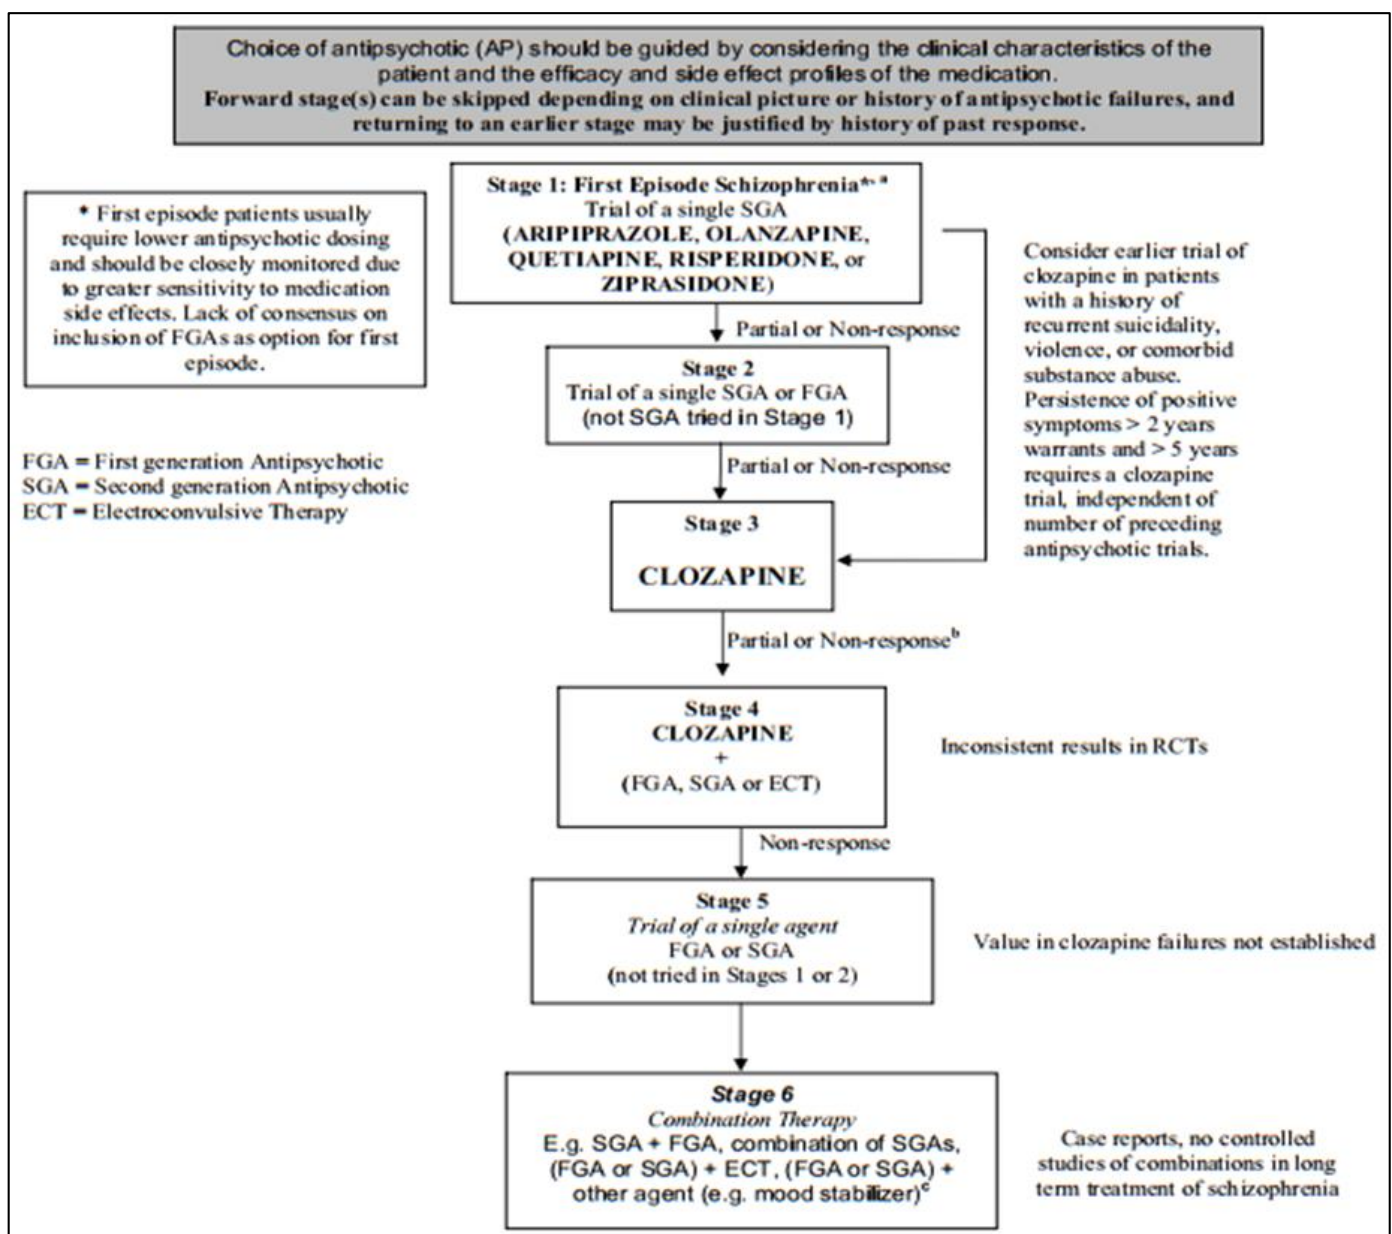 Choice of antipsychotic (AP) should be guided by considering the clinical characteristics of the
patient and the efficacy and side effect profiles of the medication.
Forward stage(s) can be skipped depending on clinical picture or history of antipsychotic failures, and
returning to an earlier stage may be justified by history of past response.
Stage 1: First Episode Schizophrenia*, a
Trial of a single SGA
(ARIPIPRAZOLE, OLANZAPINE,
QUETIAPINE, RISPERIDONE, or
ZIPRASIDONE)
* First episode patients usually
require lower antipsychotic dosing
and should be closely monitored due
to greater sensitivity to medication
side effects. Lack of consensus on
inclusion of FGAs as option for first
episode.
Consider earlier trial of
clozapine in patients
with a history of
recurrent suicidality,
violence, or comorbid
substance abuse.
Persistence of positive
symptoms > 2 years
warrants and > 5 years
requires a clozapine
trial, independent of
number of preceding
antipsychotic trials.
Partial or Non-response
Stage 2
Trial of a single SGA or FGA
(not SGA tried in Stage 1)
FGA = First generation Antipsychotic
SGA = Second generation Antipsychotic
ECT = Electroconvulsive Therapy
Partial or Non-response
Stage 3
CLOZAPINE
Partial or Non-response b
Stage 4
CLOZAPINE
+
(FGA, SGA or ECT)
Inconsistent results in RCTs
Non-response
Stage 5
Trial of a single agent
FGA or SGA
(not tried in Stages 1 or 2)
Value in clozapine failures not established
Stage 6
Combination Therapy
E.g. SGA + FGA, combination of SGAs,
(FGA or SGA) + ECT, (FGA or SGA) +
other agent (e.g. mood stabilizer) c
Case reports, no controlled
studies of combinations in long
term treatment of schizophrenia